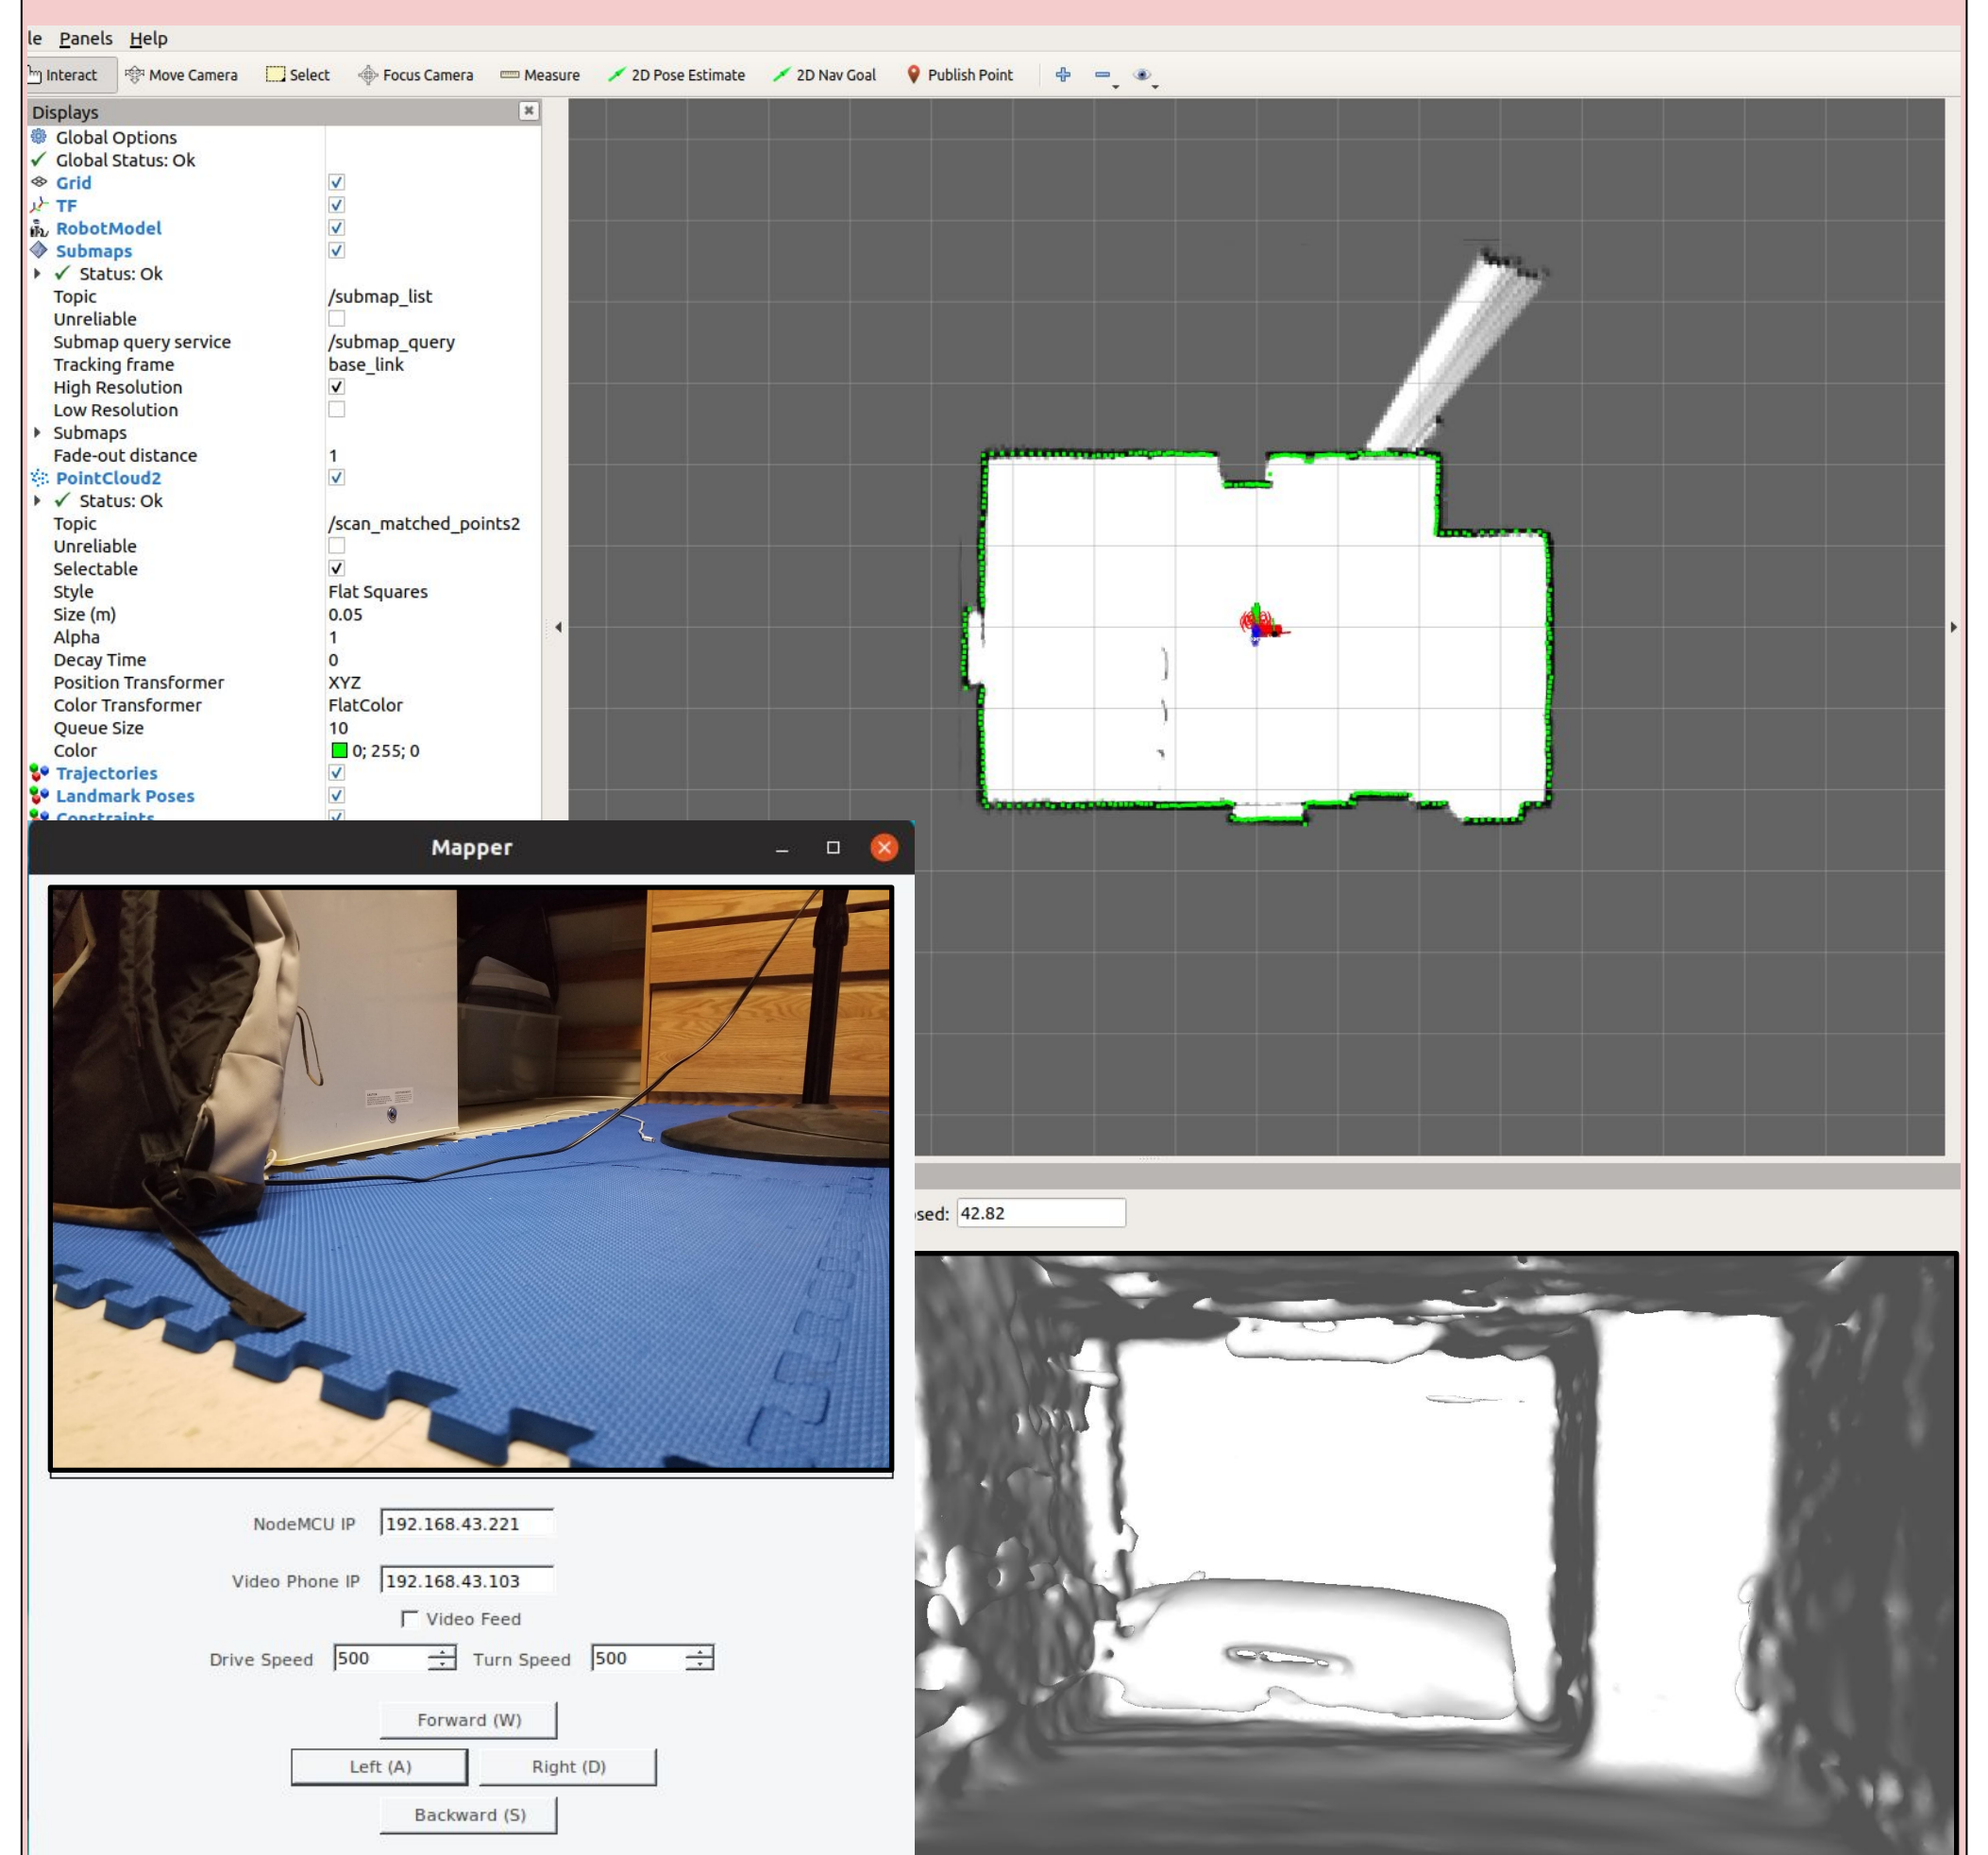 le Panels Help
Interact Move Camera Select Focus Camera Measure 2D Pose Estimate 2D Nav Goal Publish Point
Displays
Global Options
Global Status: Ok
Grid
TF
RobotModel
Submaps
Status: Ok
Topic /submap_list
Unreliable
Submap query service /submap_query
Tracking frame base_link
High Resolution
Low Resolution
Submaps
Fade-out distance 1
PointCloud2
Status: Ok
Topic /scan_matched_points2
Unreliable
Selectable
Style Flat Squares
Size (m) 0.05
Alpha 1
Decay Time 0
Position Transformer XYZ
Color Transformer FlatColor
Queue Size 10
Color 0; 255; 0
Trajectories
Landmark Poses
Constraints
Mapper
sed: 42.82
NodeMCU IP 192.168.43.221
Video Phone IP 192.168.43.103
Video Feed
Drive Speed 500 Turn Speed 500
Forward (W)
Left (A) Right (D)
Backward (S)